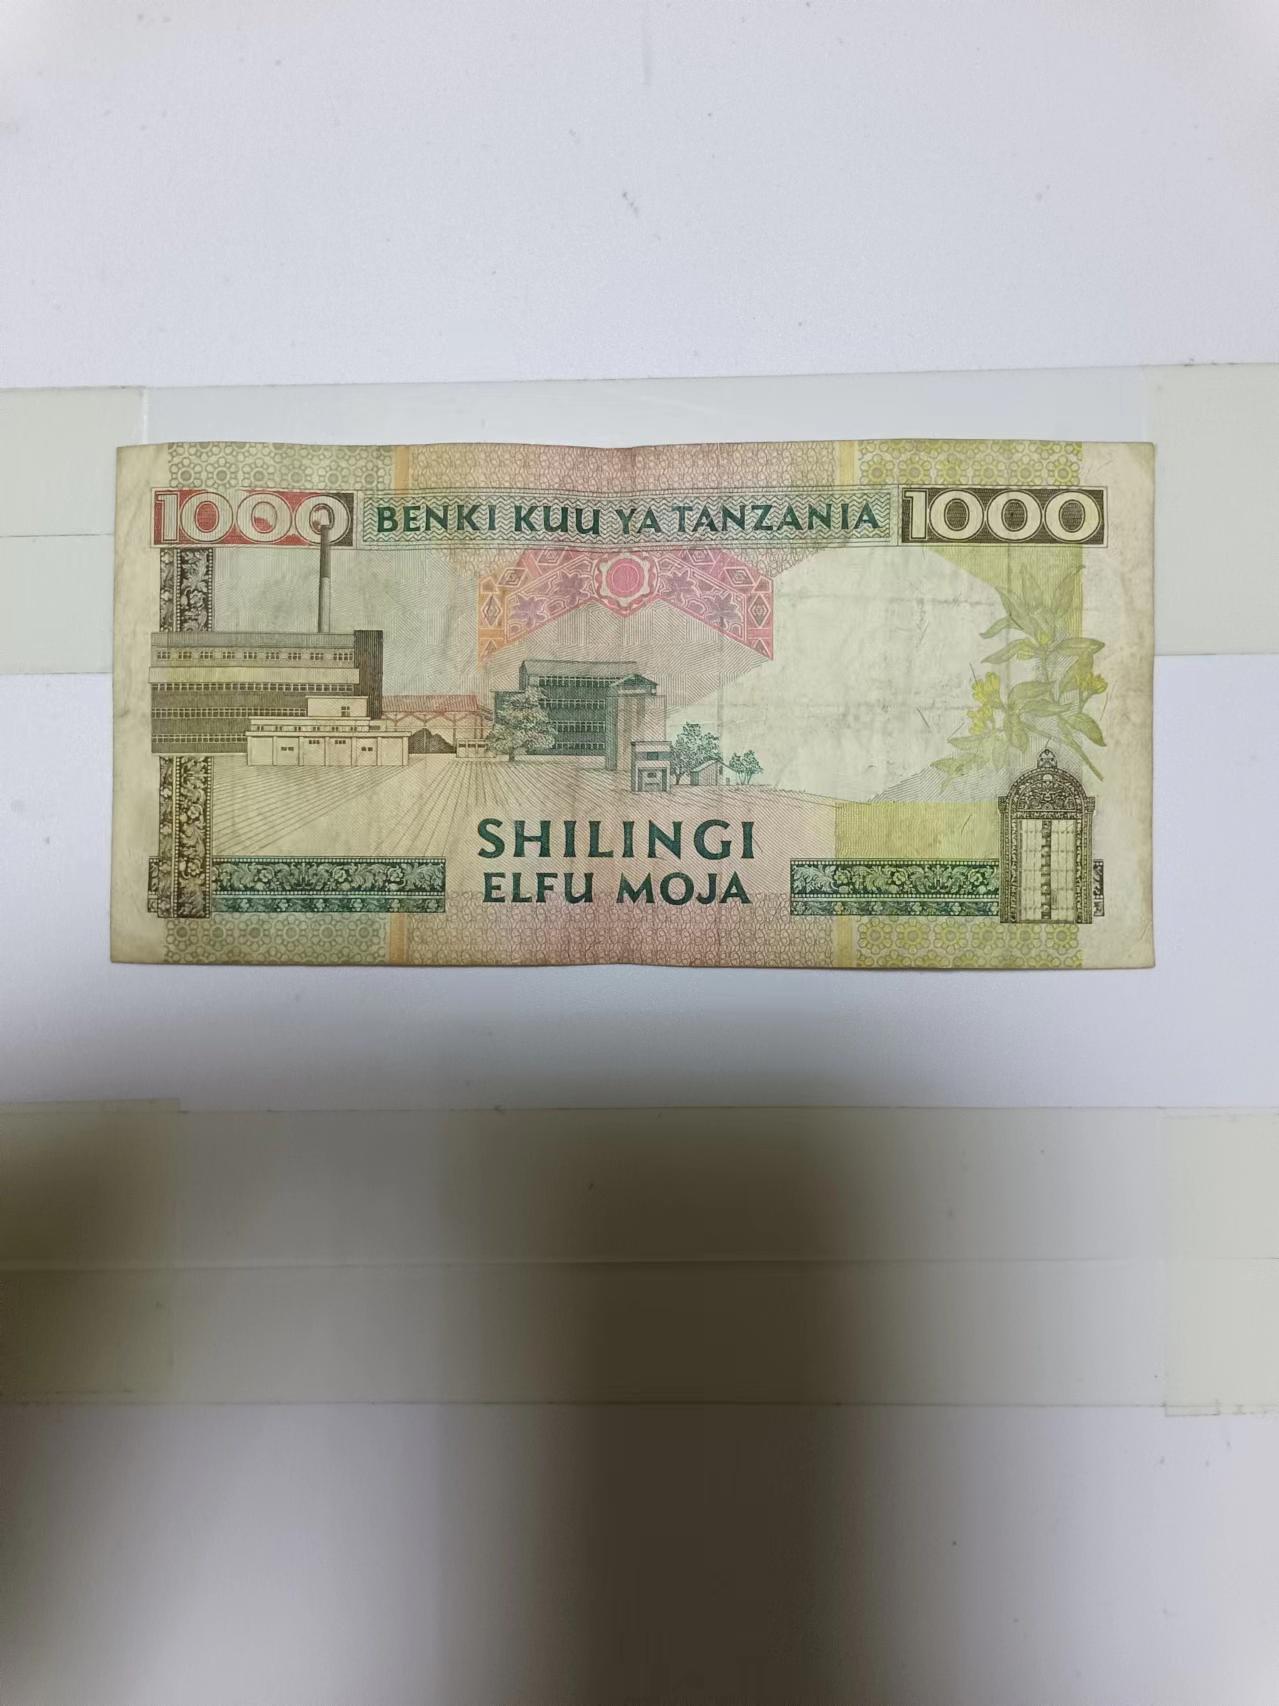 1000 BENKI KUU YA TANZANIA 1000
SHILINGI
ELFU MOJA